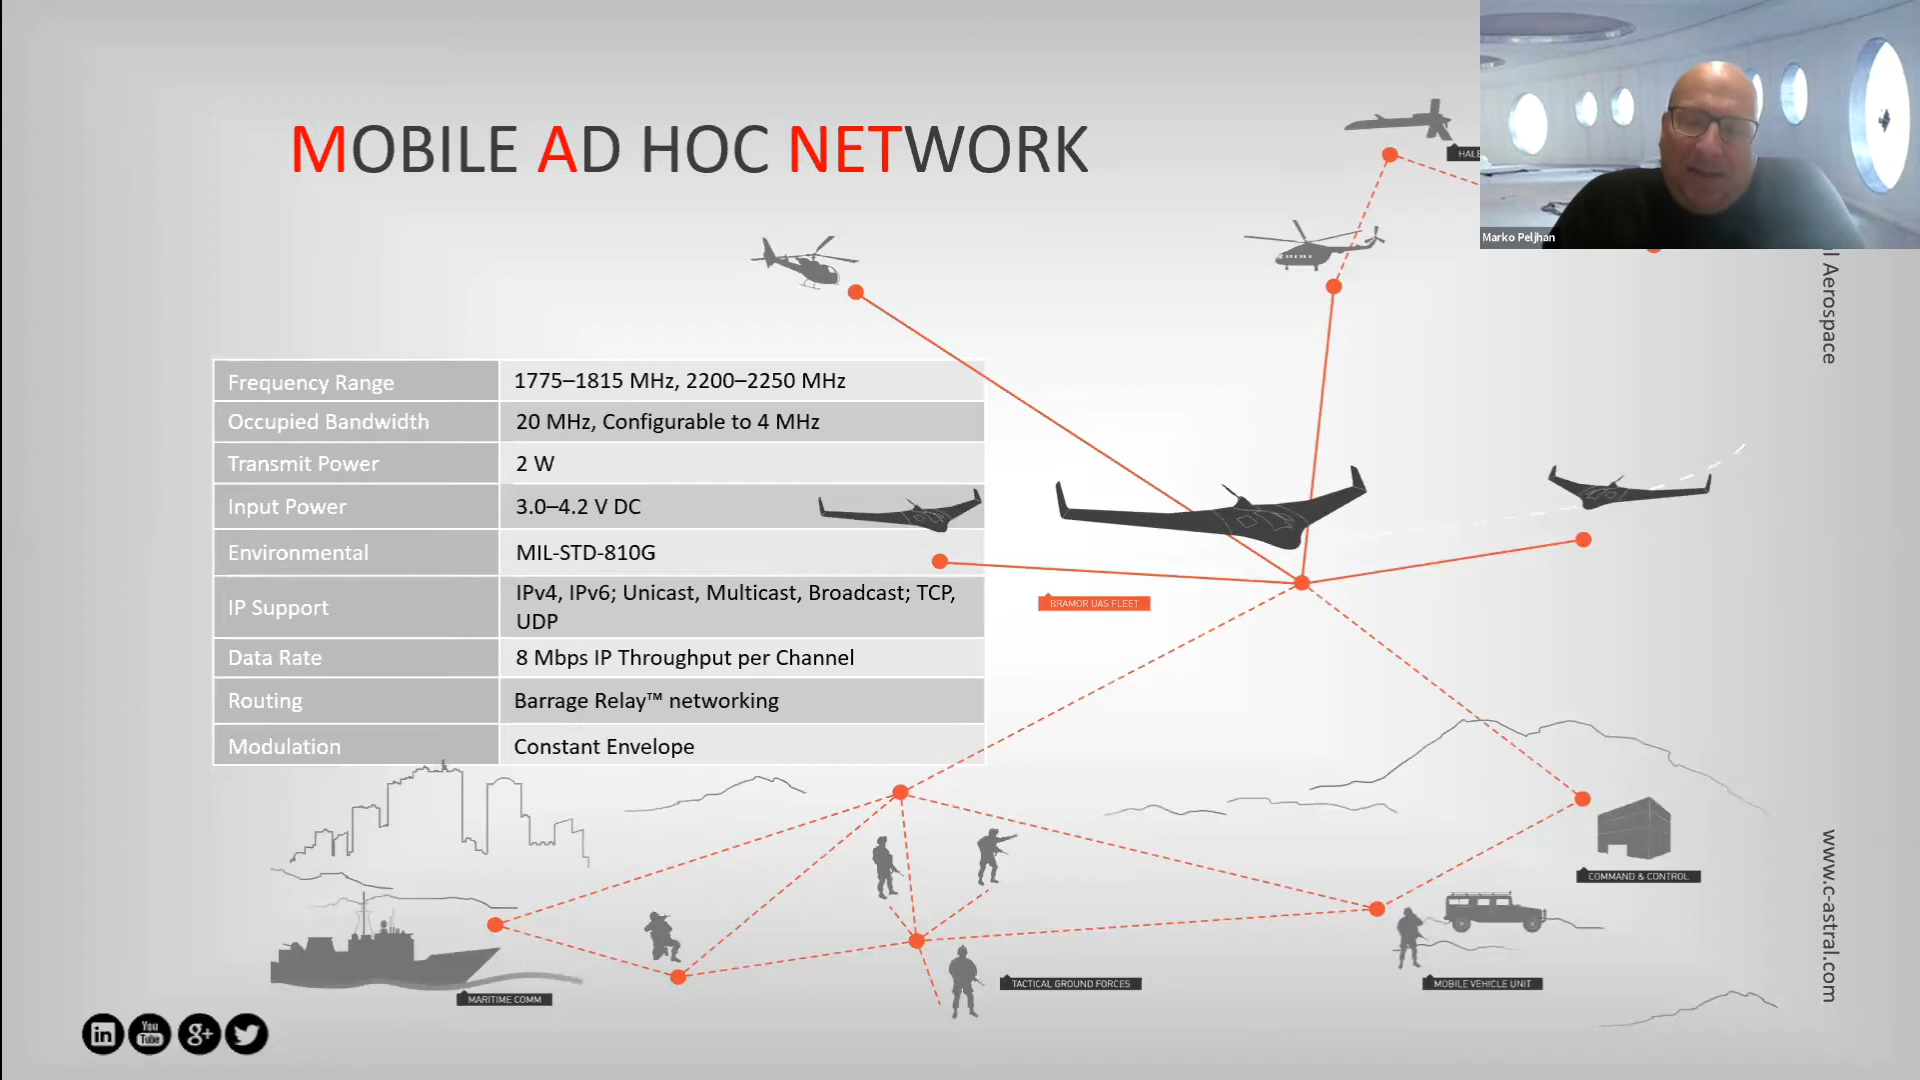 MOBILE AD HOC NETWORK
HALE
Marko Peljhan
l Aerospace
Frequency Range
1775–1815 MHz, 2200–2250 MHz
Occupied Bandwidth
20 MHz, Configurable to 4 MHz
Transmit Power
2 W
Input Power
3.0–4.2 V DC
Environmental
MIL-STD-810G
IP Support
IPv4, IPv6; Unicast, Multicast, Broadcast; TCP,
UDP
Data Rate
8 Mbps IP Throughput per Channel
Routing
Barrage Relay™ networking
Modulation
Constant Envelope
BRAMOR UAS FLEET
COMMAND & CONTROL
MARITIME COMM
TACTICAL GROUND FORCES
MOBILE VEHICLE UNIT
www.c-astral.com
in
You
Tube
g+